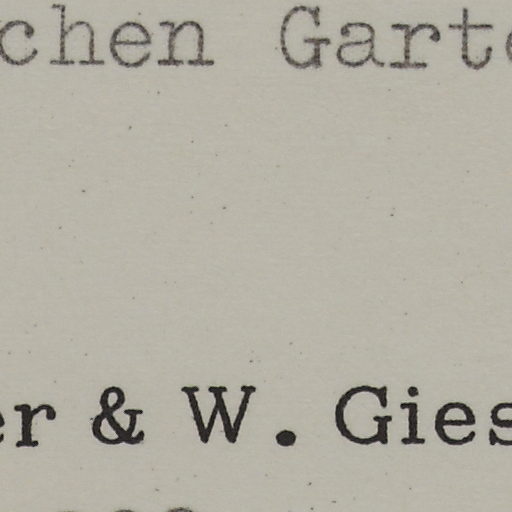 chen Garte
er & W. Gies